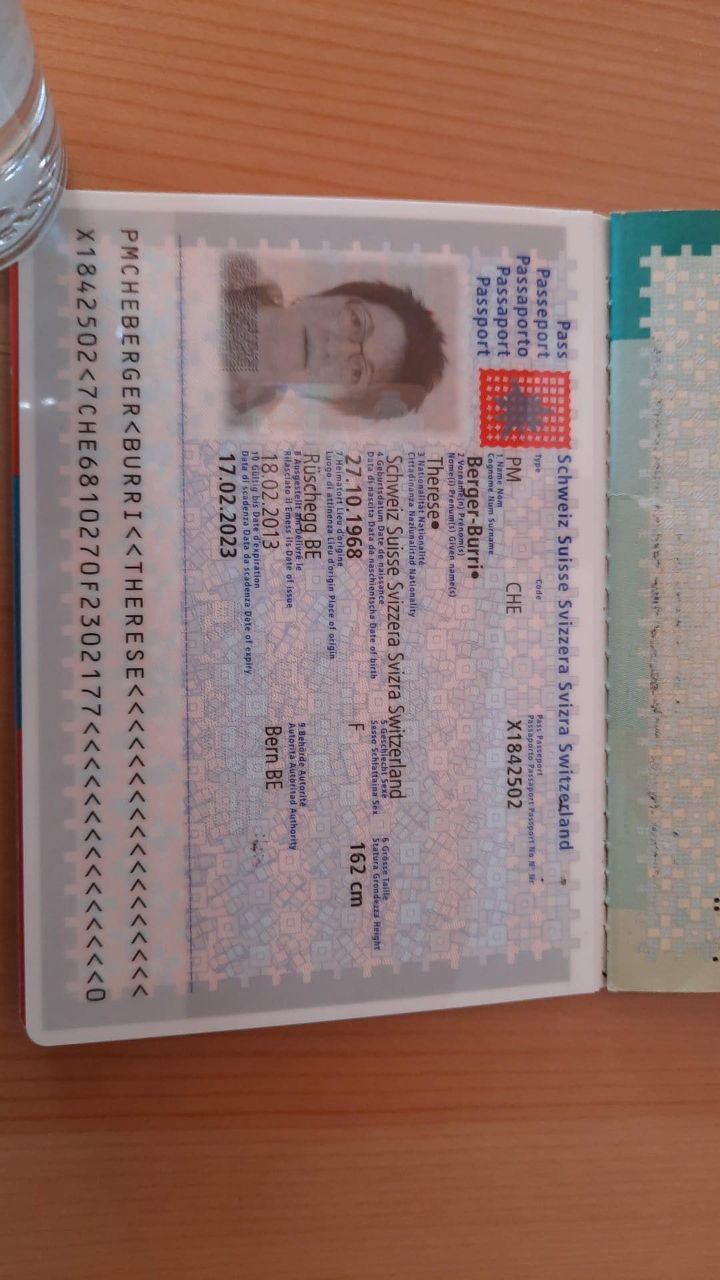 Pass Schweiz Suisse Svizzera Svizra Switzerland
Passeport
Passaporto
Passaport
Passport
Type
Code
Pass Passeport
Passaporto Passaport Passport No N° Nr.
PM CHE X1842502
1 Name Nom
Cognome Num Surname
Berger-Burri•
2 Vorname(n) Prénom(s)
Nome(i) Prenum(s) Given name(s)
Therese•
3 Nationalität Nationalité
Cittadinanza Naziunalitad Nationality
Schweiz Suisse Svizzera Svizra Switzerland
4 Geburtsdatum Date de naissance
Data di nascita Data da naschientscha Date of birth
5 Geschlecht Sexe
Sesso Schlattaina Sex
6 Grösse Taille
Statura Grondezza Height
27.10.1968 F 162 cm
7 Heimatort Lieu d'origine
Luogo di attinenza Lieu d'origin Place of origin
Rüschegg BE
8 Ausgestellt am Délivré le
Rilasciato il Emess ils Date of issue
9 Behörde Autorité
Autorità Autoritad Authority
18.02.2013 Bern BE
10 Gültig bis Date d'expiration
Data di scadenza Data da scadenza Date of expiry
17.02.2023
PMCHEBERGER<BURRI<<THERESE<<<<<<<<<<<<<<<<<<
X1842502<7CHE6810270F2302177<<<<<<<<<<<<<<<0